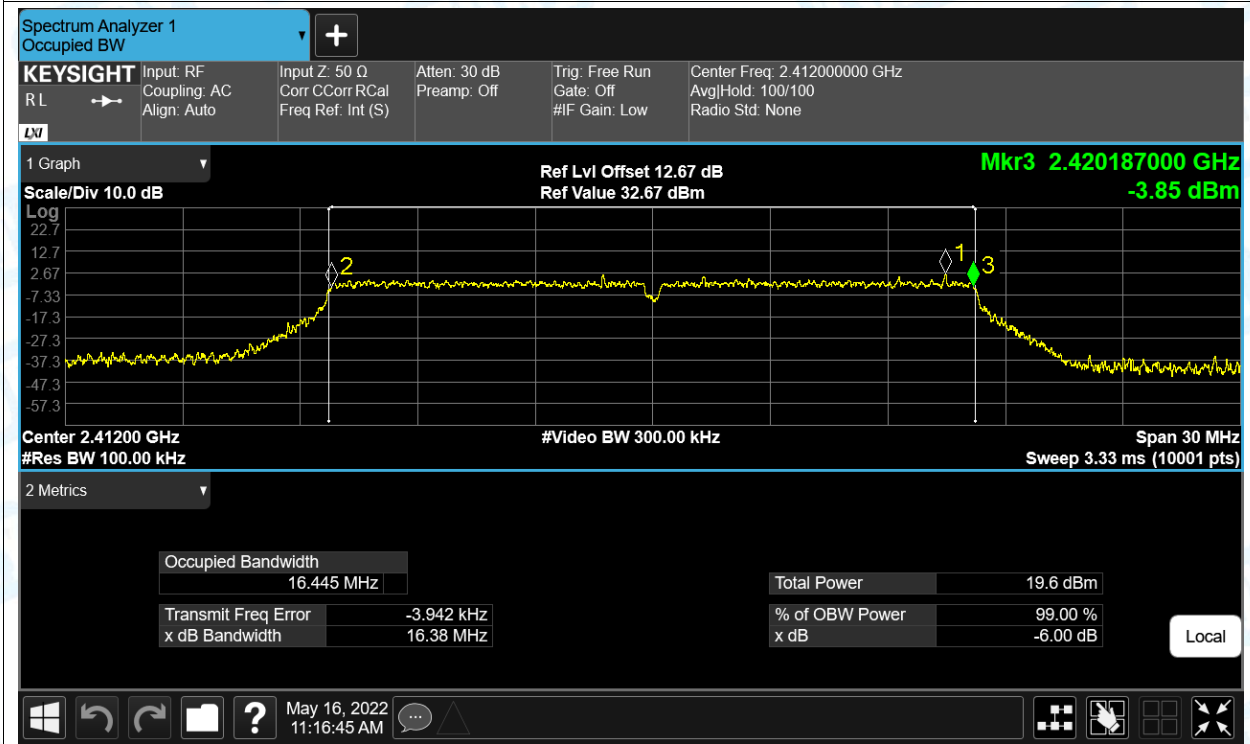 Spectrum Analyzer 1
Occupied BW
KEYSIGHT
R L
LXI
Input: RF
Coupling: AC
Align: Auto
Input Z: 50 Ω
Corr CCorr RCal
Freq Ref: Int (S)
Atten: 30 dB
Preamp: Off
Trig: Free Run
Gate: Off
#IF Gain: Low
Center Freq: 2.412000000 GHz
Avg|Hold: 100/100
Radio Std: None
1 Graph
Scale/Div 10.0 dB
Ref Lvl Offset 12.67 dB
Ref Value 32.67 dBm
Mkr3 2.420187000 GHz
-3.85 dBm
Log
22.7
12.7
2.67
-7.33
-17.3
-27.3
-37.3
-47.3
-57.3
2
1
3
Center 2.41200 GHz
#Video BW 300.00 kHz
Span 30 MHz
#Res BW 100.00 kHz
Sweep 3.33 ms (10001 pts)
2 Metrics
Occupied Bandwidth
16.445 MHz
Total Power 19.6 dBm
Transmit Freq Error -3.942 kHz
% of OBW Power 99.00 %
x dB Bandwidth 16.38 MHz
x dB -6.00 dB
Local
?
May 16, 2022
11:16:45 AM